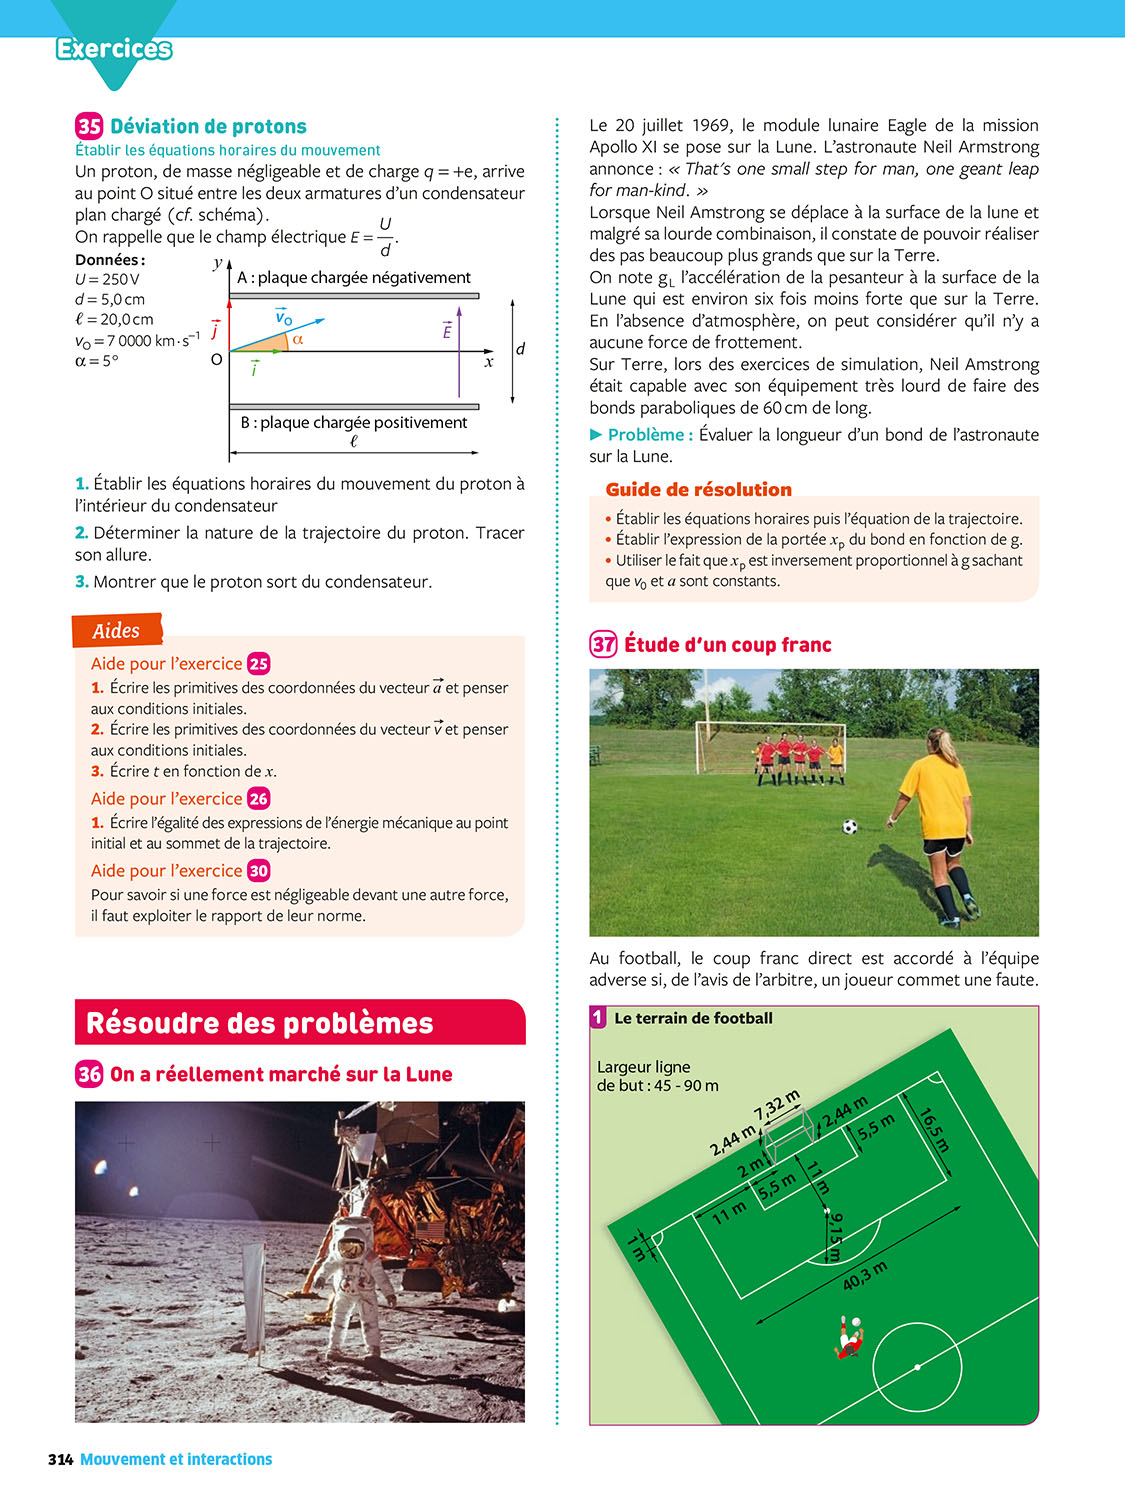 Exercices
35 Déviation de protons
Établir les équations horaires du mouvement
Un proton, de masse négligeable et de charge q = +e, arrive
au point O situé entre les deux armatures d’un condensateur
plan chargé (cf. schéma).
On rappelle que le champ électrique E = U/d.
Données :
U = 250 V
d = 5,0 cm
ℓ = 20,0 cm
v₀ = 7 0000 km·s⁻¹
α = 5°
y
A : plaque chargée négativement
j
v₀
α
E
O
i
x
d
B : plaque chargée positivement
ℓ
1. Établir les équations horaires du mouvement du proton à
l’intérieur du condensateur
2. Déterminer la nature de la trajectoire du proton. Tracer
son allure.
3. Montrer que le proton sort du condensateur.
Aides
Aide pour l’exercice 25
1. Écrire les primitives des coordonnées du vecteur a⃗ et penser
aux conditions initiales.
2. Écrire les primitives des coordonnées du vecteur v⃗ et penser
aux conditions initiales.
3. Écrire t en fonction de x.
Aide pour l’exercice 26
1. Écrire l’égalité des expressions de l’énergie mécanique au point
initial et au sommet de la trajectoire.
Aide pour l’exercice 30
Pour savoir si une force est négligeable devant une autre force,
il faut exploiter le rapport de leur norme.
Résoudre des problèmes
36 On a réellement marché sur la Lune
Le 20 juillet 1969, le module lunaire Eagle de la mission
Apollo XI se pose sur la Lune. L’astronaute Neil Armstrong
annonce : « That’s one small step for man, one geant leap
for man-kind. »
Lorsque Neil Amstrong se déplace à la surface de la lune et
malgré sa lourde combinaison, il constate de pouvoir réaliser
des pas beaucoup plus grands que sur la Terre.
On note g_L l’accélération de la pesanteur à la surface de la
Lune qui est environ six fois moins forte que sur la Terre.
En l’absence d’atmosphère, on peut considérer qu’il n’y a
aucune force de frottement.
Sur Terre, lors des exercices de simulation, Neil Amstrong
était capable avec son équipement très lourd de faire des
bonds paraboliques de 60 cm de long.
► Problème : Évaluer la longueur d’un bond de l’astronaute
sur la Lune.
Guide de résolution
• Établir les équations horaires puis l’équation de la trajectoire.
• Établir l’expression de la portée xₚ du bond en fonction de g.
• Utiliser le fait que xₚ est inversement proportionnel à g sachant
que v₀ et a sont constants.
37 Étude d’un coup franc
Au football, le coup franc direct est accordé à l’équipe
adverse si, de l’avis de l’arbitre, un joueur commet une faute.
1 Le terrain de football
Largeur ligne
de but : 45 - 90 m
7,32 m
2,44 m
2,44 m
5,5 m
16,5 m
2 m
5,5 m
11 m
11 m
9,15 m
1 m
40,3 m
314 Mouvement et interactions